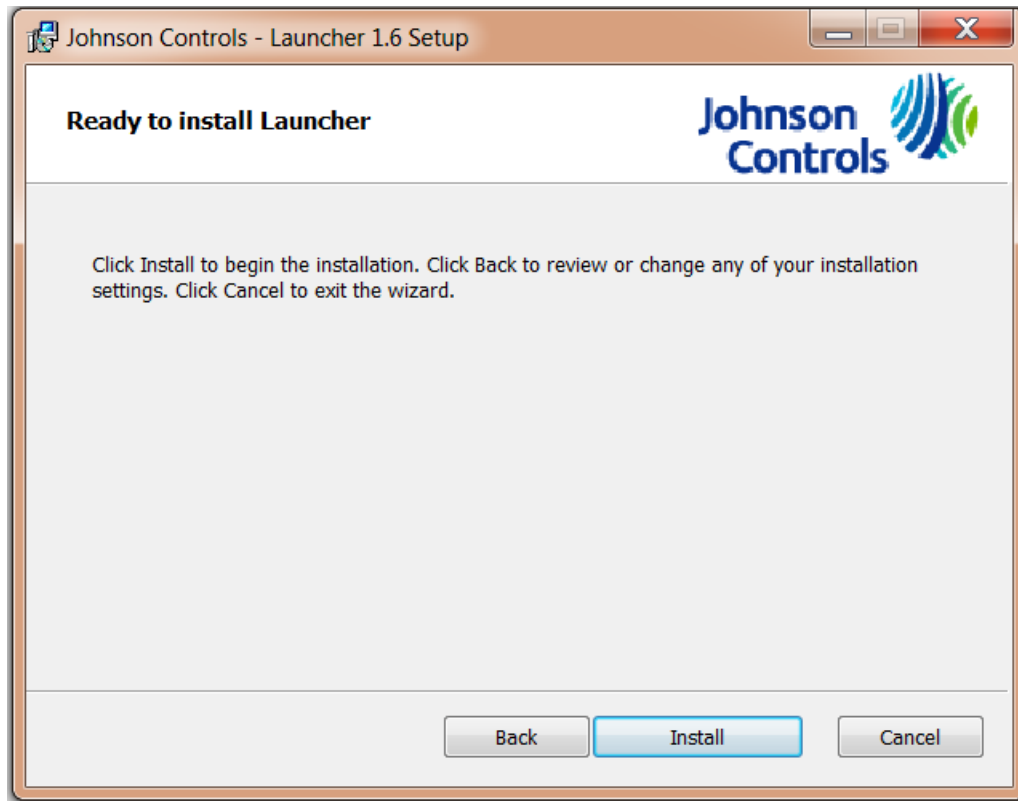 Johnson Controls - Launcher 1.6 Setup
Ready to install Launcher
Johnson
Controls
Click Install to begin the installation. Click Back to review or change any of your installation
settings. Click Cancel to exit the wizard.
Back
Install
Cancel